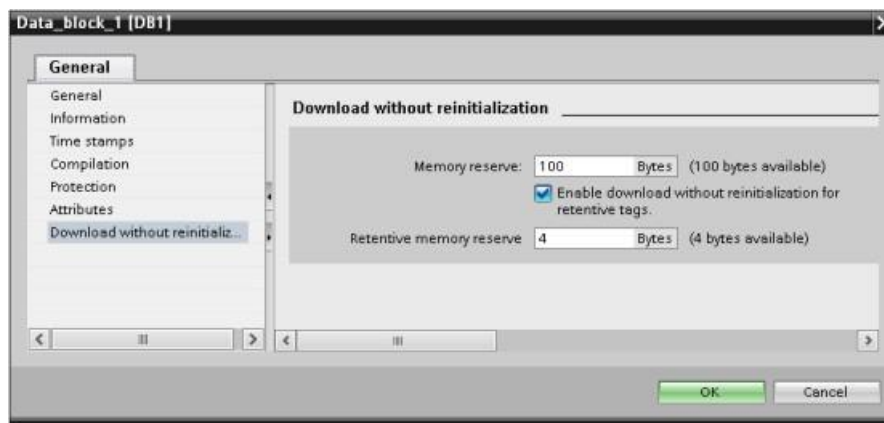 Data_block_1 [DB1]
General
General
Information
Time stamps
Compilation
Protection
Attributes
Download without reinitializ...
Download without reinitialization
Memory reserve: 100 Bytes (100 bytes available)
Enable download without reinitialization for
retentive tags.
Retentive memory reserve 4 Bytes (4 bytes available)
OK Cancel